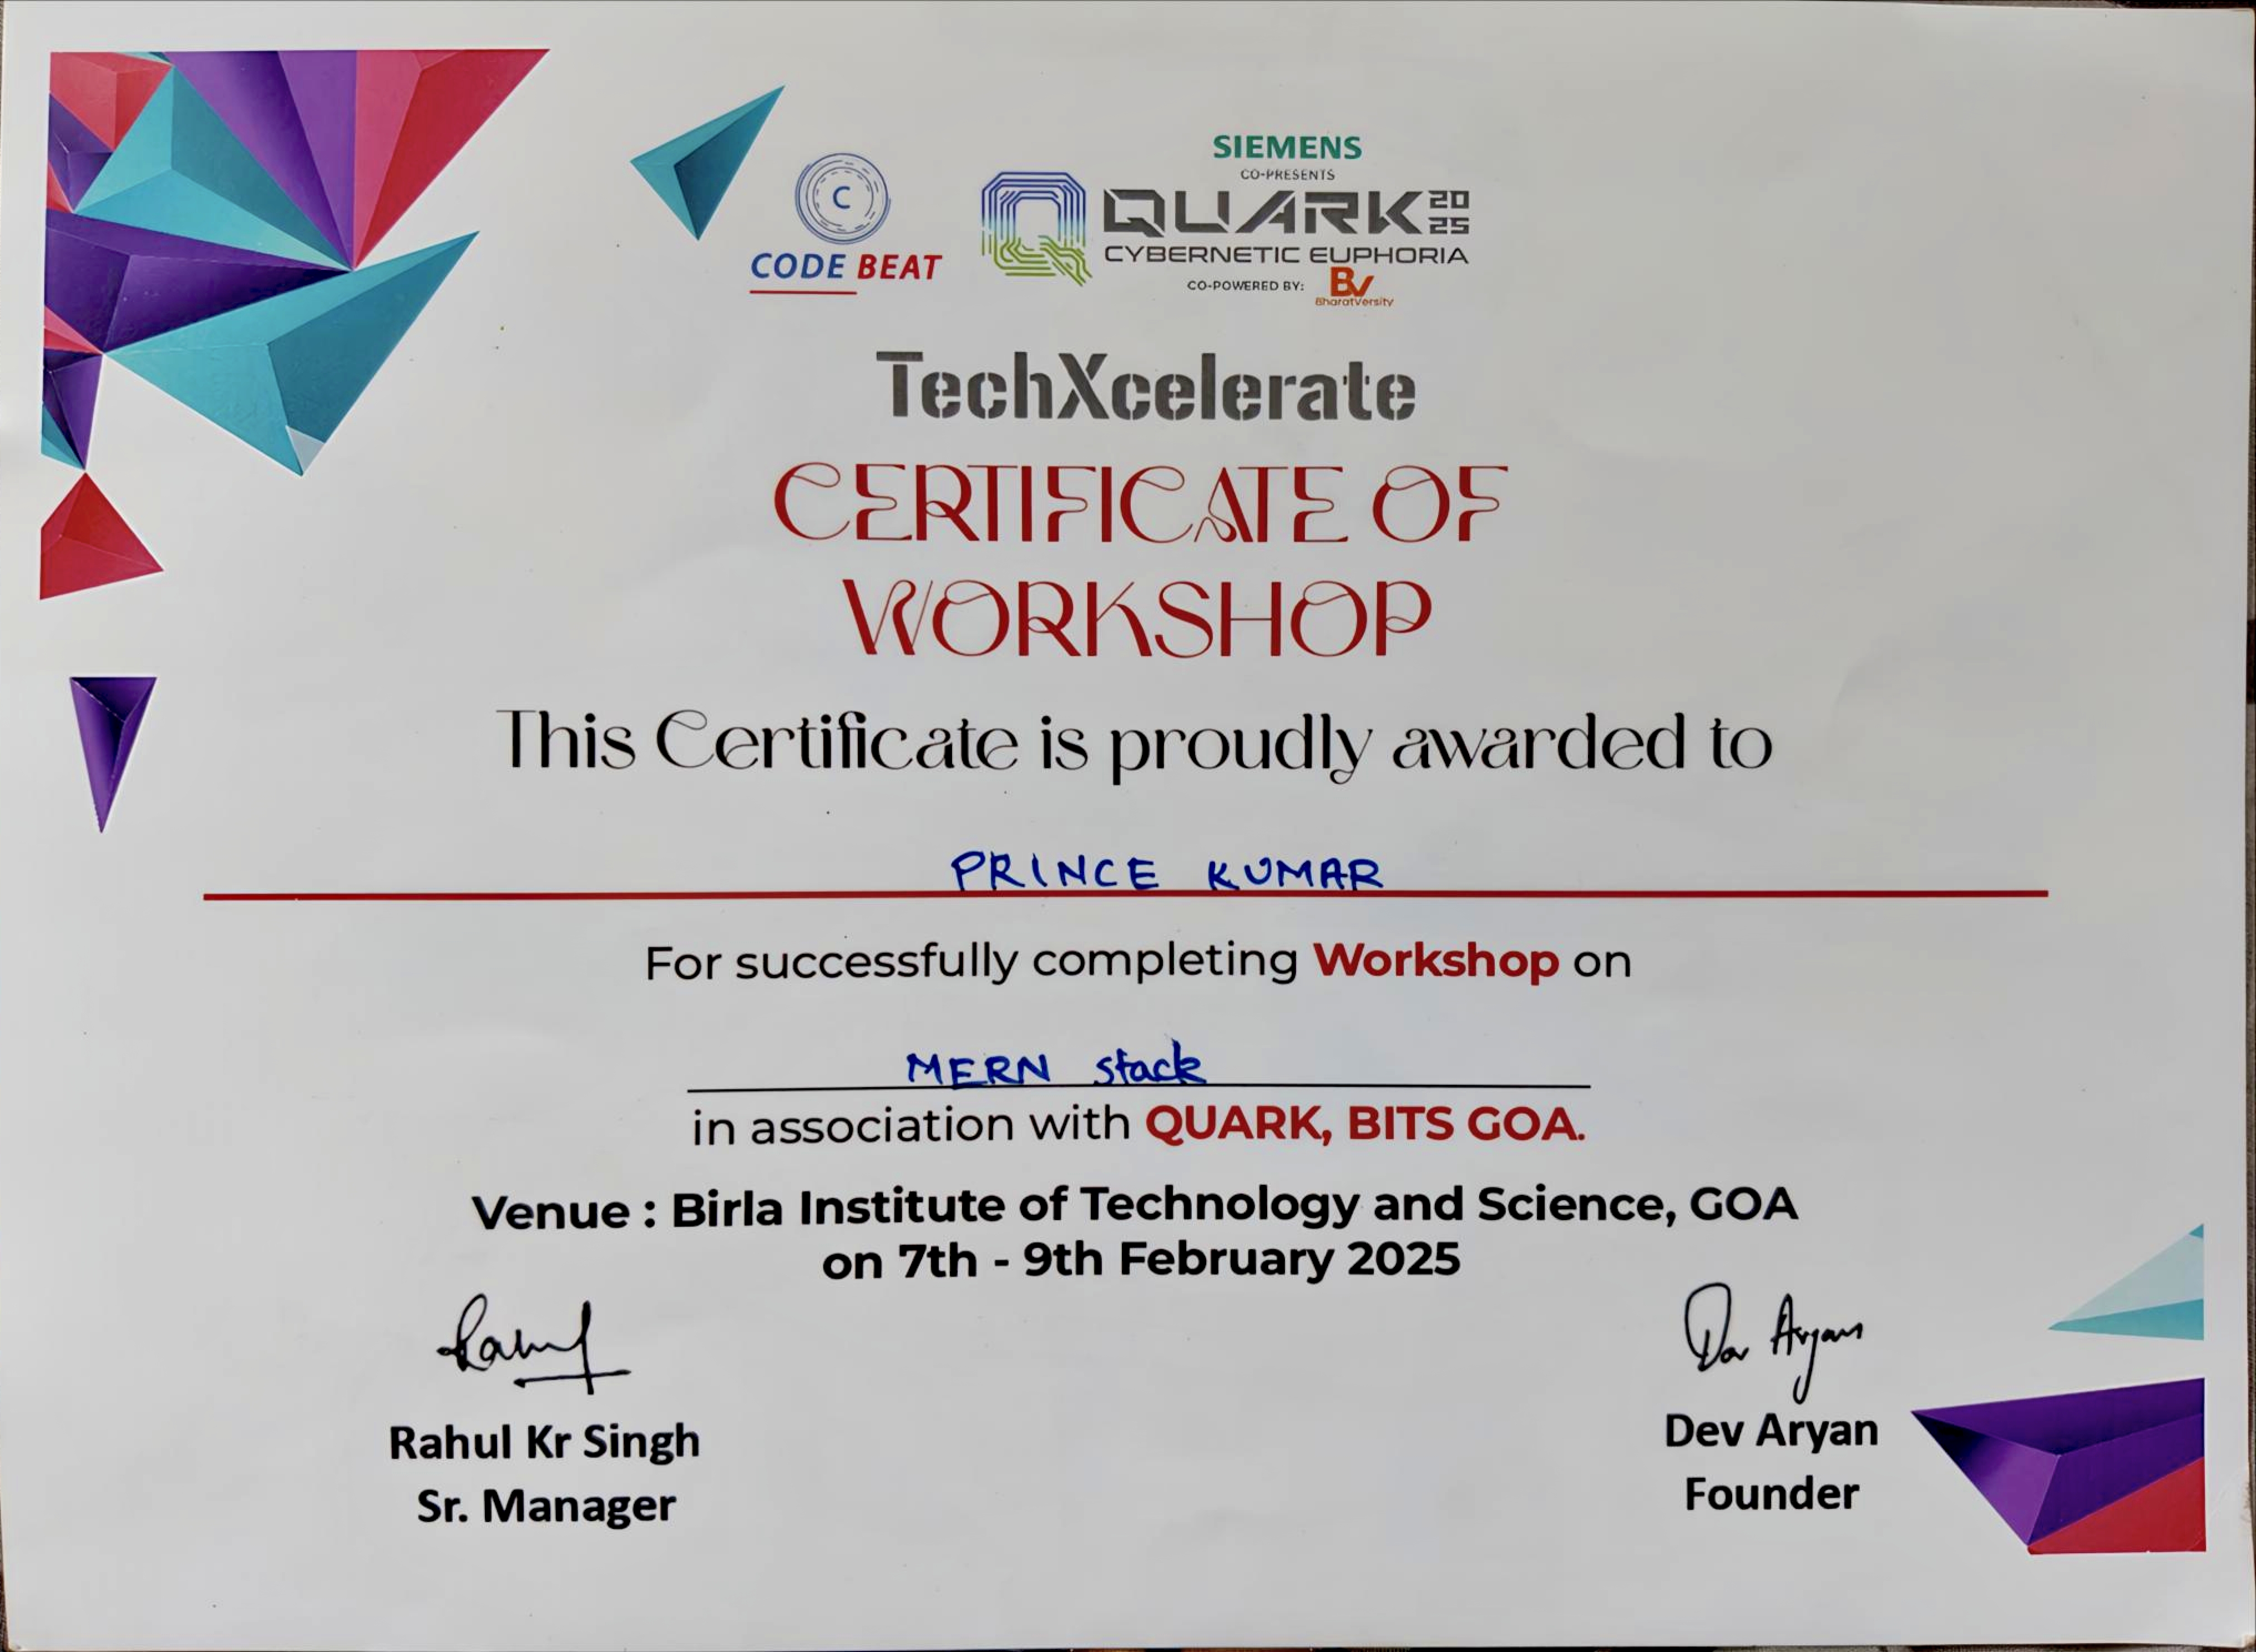 SIEMENS
CO-PRESENTS
C
CODE BEAT
QUARK 2025
CYBERNETIC EUPHORIA
CO-POWERED BY: BV
BharatVersity
TechXcelerate
CERTIFICATE OF
WORKSHOP
This Certificate is proudly awarded to
PRINCE KUMAR
For successfully completing Workshop on
MERN stack
in association with QUARK, BITS GOA.
Venue : Birla Institute of Technology and Science, GOA
on 7th - 9th February 2025
Rahul
Dev Aryan
Rahul Kr Singh
Sr. Manager
Dev Aryan
Founder